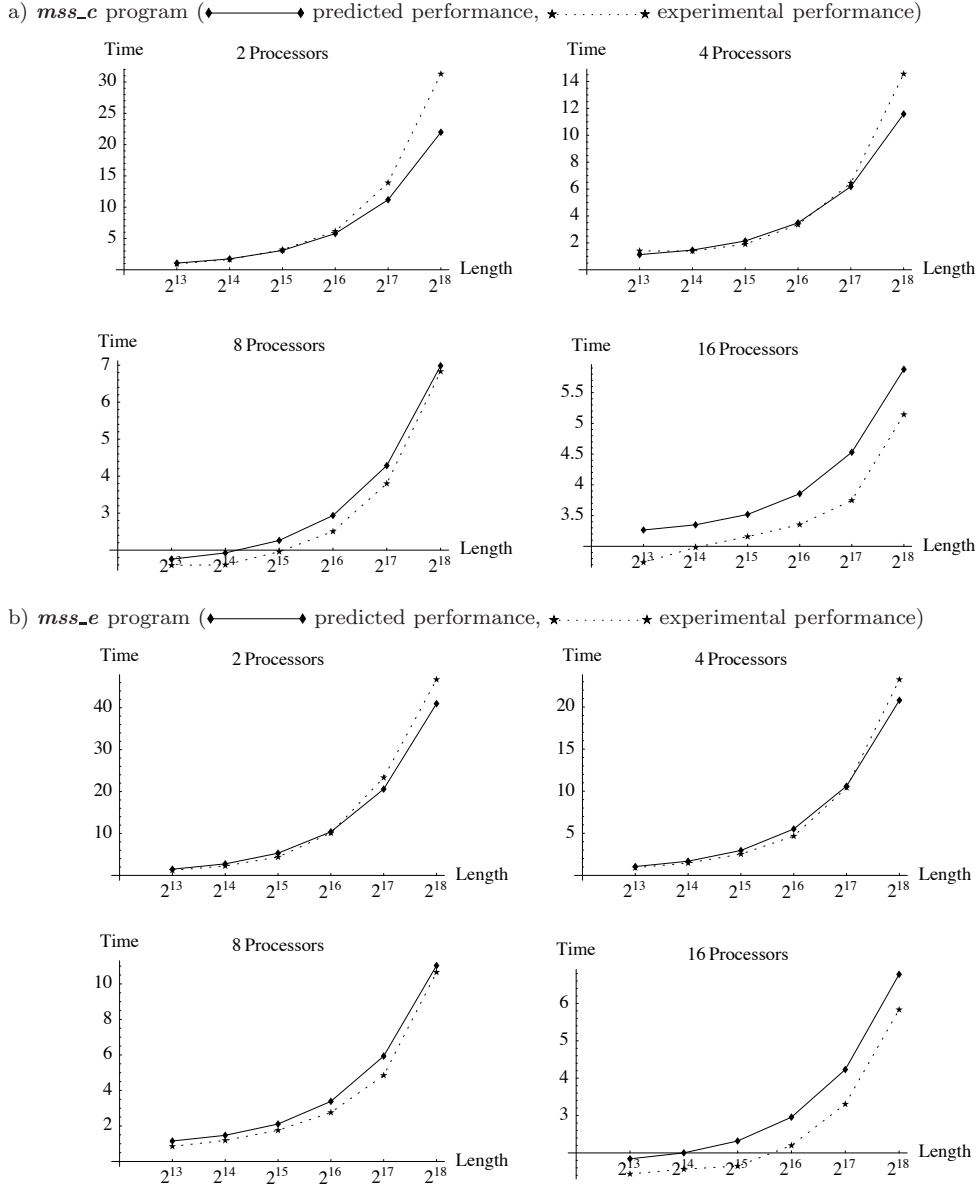 a) mss_c program ( predicted performance, experimental performance)
Time
2 Processors
30
25
20
15
10
5
2^13 2^14 2^15 2^16 2^17 2^18
Length
Time
4 Processors
14
12
10
8
6
4
2
2^13 2^14 2^15 2^16 2^17 2^18
Length
Time
8 Processors
7
6
5
4
3
2^13 2^14 2^15 2^16 2^17 2^18
Length
Time
16 Processors
5.5
5
4.5
4
3.5
2^13 2^14 2^15 2^16 2^17 2^18
Length
b) mss_e program ( predicted performance, experimental performance)
Time
2 Processors
40
30
20
10
2^13 2^14 2^15 2^16 2^17 2^18
Length
Time
4 Processors
20
15
10
5
2^13 2^14 2^15 2^16 2^17 2^18
Length
Time
8 Processors
10
8
6
4
2
2^13 2^14 2^15 2^16 2^17 2^18
Length
Time
16 Processors
6
5
4
3
2^13 2^14 2^15 2^16 2^17 2^18
Length